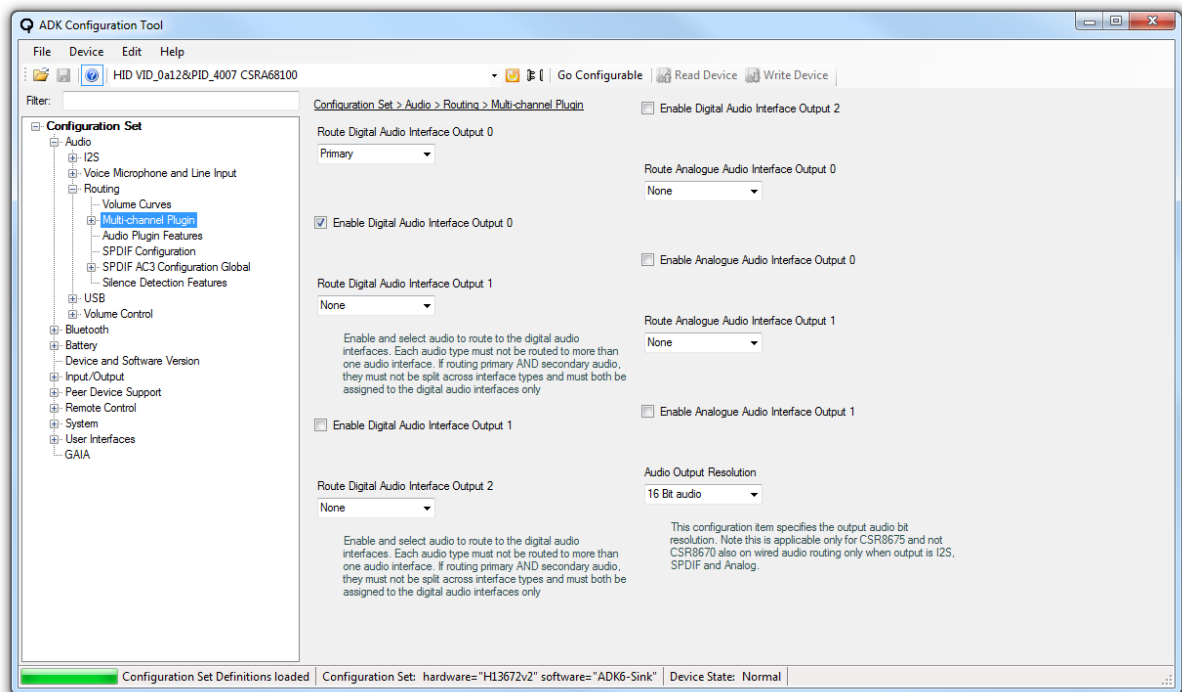 ADK Configuration Tool
File Device Edit Help
HID VID_0a12&PID_4007 CSRA68100
Go Configurable
Read Device
Write Device
Filter:
Configuration Set
Audio
I2S
Voice Microphone and Line Input
Routing
Volume Curves
Multi-channel Plugin
Audio Plugin Features
SPDIF Configuration
SPDIF AC3 Configuration Global
Silence Detection Features
USB
Volume Control
Bluetooth
Battery
Device and Software Version
Input/Output
Peer Device Support
Remote Control
System
User Interfaces
GAIA
Configuration Set > Audio > Routing > Multi-channel Plugin
Route Digital Audio Interface Output 0
Primary
Enable Digital Audio Interface Output 0
Route Digital Audio Interface Output 1
None
Enable and select audio to route to the digital audio
interfaces. Each audio type must not be routed to more than
one audio interface. If routing primary AND secondary audio,
they must not be split across interface types and must both be
assigned to the digital audio interfaces only
Enable Digital Audio Interface Output 1
Route Digital Audio Interface Output 2
None
Enable and select audio to route to the digital audio
interfaces. Each audio type must not be routed to more than
one audio interface. If routing primary AND secondary audio,
they must not be split across interface types and must both be
assigned to the digital audio interfaces only
Enable Digital Audio Interface Output 2
Route Analogue Audio Interface Output 0
None
Enable Analogue Audio Interface Output 0
Route Analogue Audio Interface Output 1
None
Enable Analogue Audio Interface Output 1
Audio Output Resolution
16 Bit audio
This configuration item specifies the output audio bit
resolution. Note this is applicable only for CSR8675 and not
CSR8670 also on wired audio routing only when output is I2S,
SPDIF and Analog.
Configuration Set Definitions loaded
Configuration Set: hardware="H13672v2" software="ADK6-Sink"
Device State: Normal